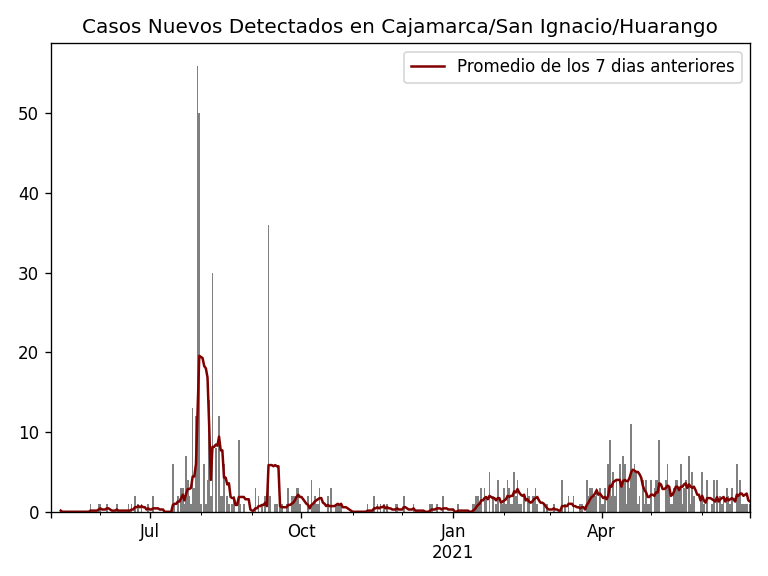 Casos Nuevos Detectados en Cajamarca/San Ignacio/Huarango
Promedio de los 7 dias anteriores
50
40
30
20
10
0
Jul
Oct
Jan
Apr
2021